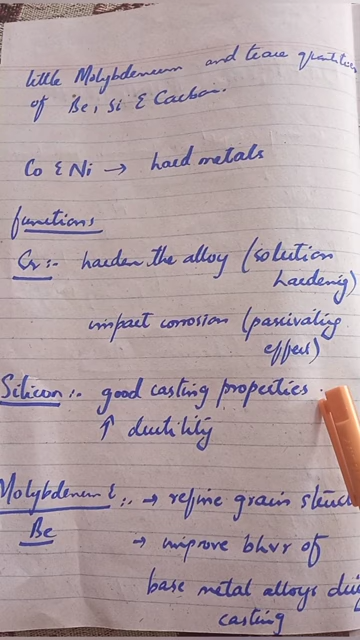 little Molybdenum and trace quantities
of Be, Si & Carbon.
Co & Ni → hard metals
functions
Cr :- harden the alloy (solution
hardenig)
impact corrosion (passivating
effect)
Silicon :- good casting properties
↑ ductility
Molybdenum & :- → refine grain struc
Be → improve bhvr of
base metal alloys du
casting